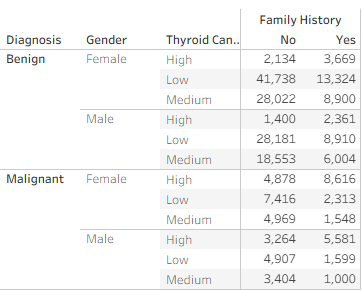 Family History
Diagnosis Gender Thyroid Can.. No Yes
Benign Female High 2,134 3,669
Low 41,738 13,324
Medium 28,022 8,900
Male High 1,400 2,361
Low 28,181 8,910
Medium 18,553 6,004
Malignant Female High 4,878 8,616
Low 7,416 2,313
Medium 4,969 1,548
Male High 3,264 5,581
Low 4,907 1,599
Medium 3,404 1,000